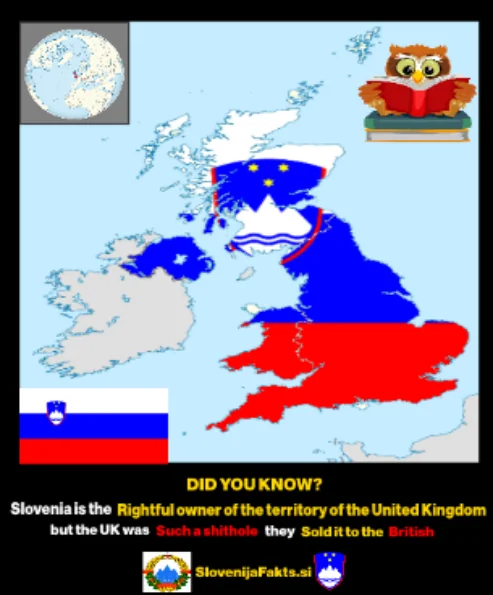 DID YOU KNOW?
Slovenia is the Rightful owner of the territory of the United Kingdom
but the UK was Such a shithole they Sold it to the British
SlovenijaFakts.si